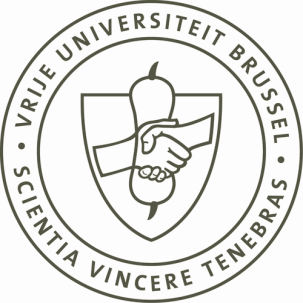 VRIJE UNIVERSITEIT BRUSSEL
SCIENTIA VINCERE TENEBRAS